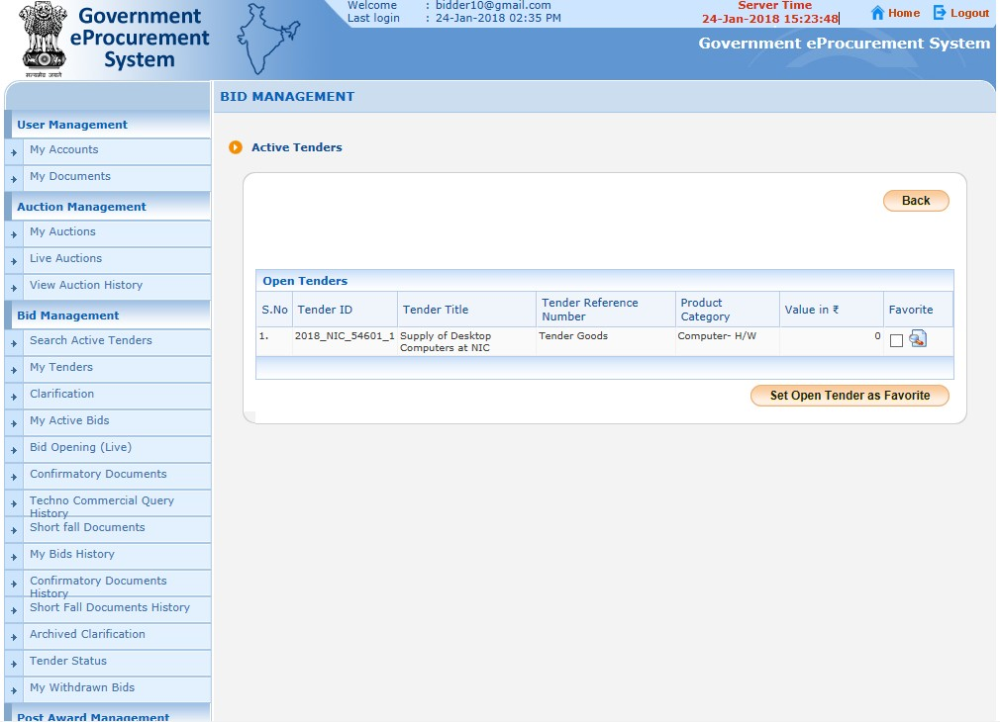 Government
eProcurement
System
सत्यमेव जयते
Welcome : bidder10@gmail.com
Last login : 24-Jan-2018 02:35 PM
Server Time
24-Jan-2018 15:23:48
Home
Logout
Government eProcurement System
User Management
My Accounts
My Documents
Auction Management
My Auctions
Live Auctions
View Auction History
Bid Management
Search Active Tenders
My Tenders
Clarification
My Active Bids
Bid Opening (Live)
Confirmatory Documents
Techno Commercial Query
History
Short fall Documents
My Bids History
Confirmatory Documents
History
Short Fall Documents History
Archived Clarification
Tender Status
My Withdrawn Bids
Post Award Management
BID MANAGEMENT
Active Tenders
Back
Open Tenders
S.No Tender ID Tender Title Tender Reference Number Product Category Value in ₹ Favorite
1. 2018_NIC_54601_1 Supply of Desktop Computers at NIC Tender Goods Computer- H/W 0
Set Open Tender as Favorite